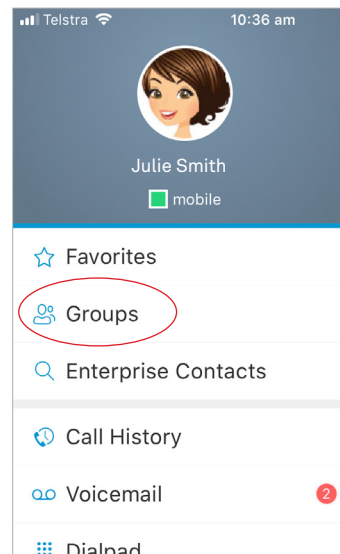 Telstra 10:36 am
Julie Smith
mobile
Favorites
Groups
Enterprise Contacts
Call History
Voicemail 2
Dialpad